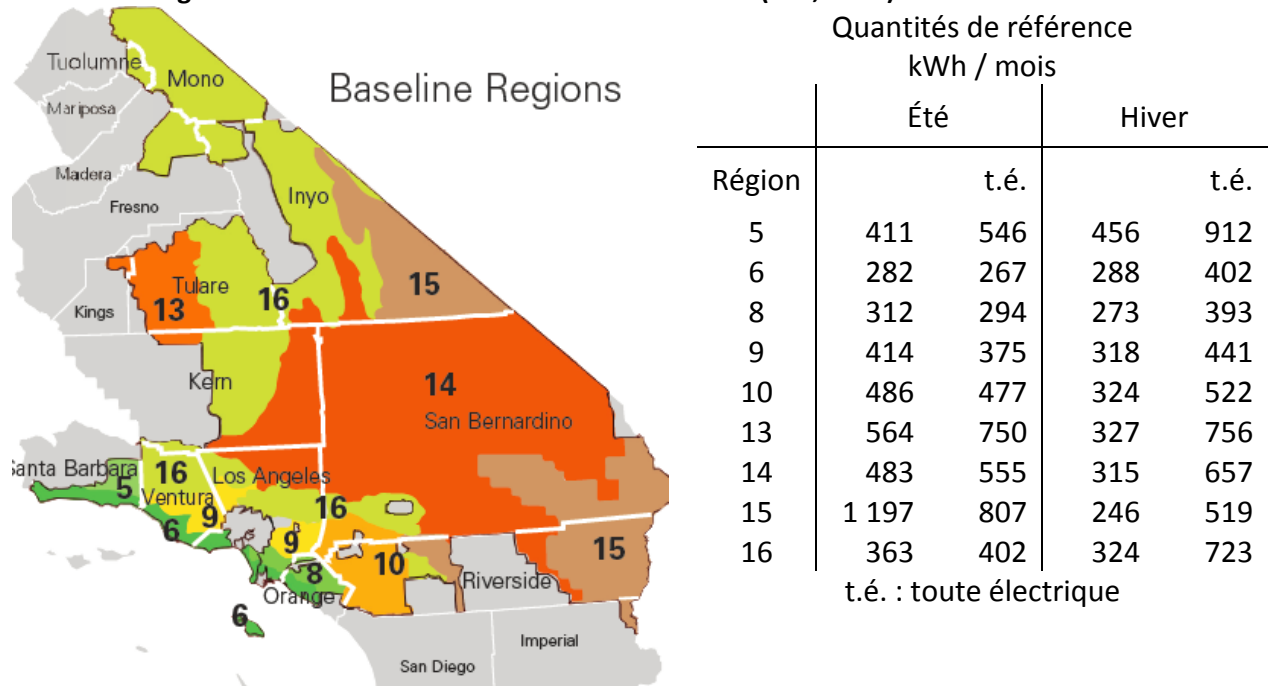 Baseline Regions
Tuolumne
Mono
Mariposa
Madera
Fresno
Inyo
Tulare
13
16
15
Kings
Kern
14
San Bernardino
Santa Barbara
5
16
Ventura
Los Angeles
6
9
16
9
8
10
15
Orange
Riverside
6
Imperial
San Diego
Quantités de référence
kWh / mois
Été Hiver
Région t.é. t.é.
5 411 546 456 912
6 282 267 288 402
8 312 294 273 393
9 414 375 318 441
10 486 477 324 522
13 564 750 327 756
14 483 555 315 657
15 1 197 807 246 519
16 363 402 324 723
t.é. : toute électrique